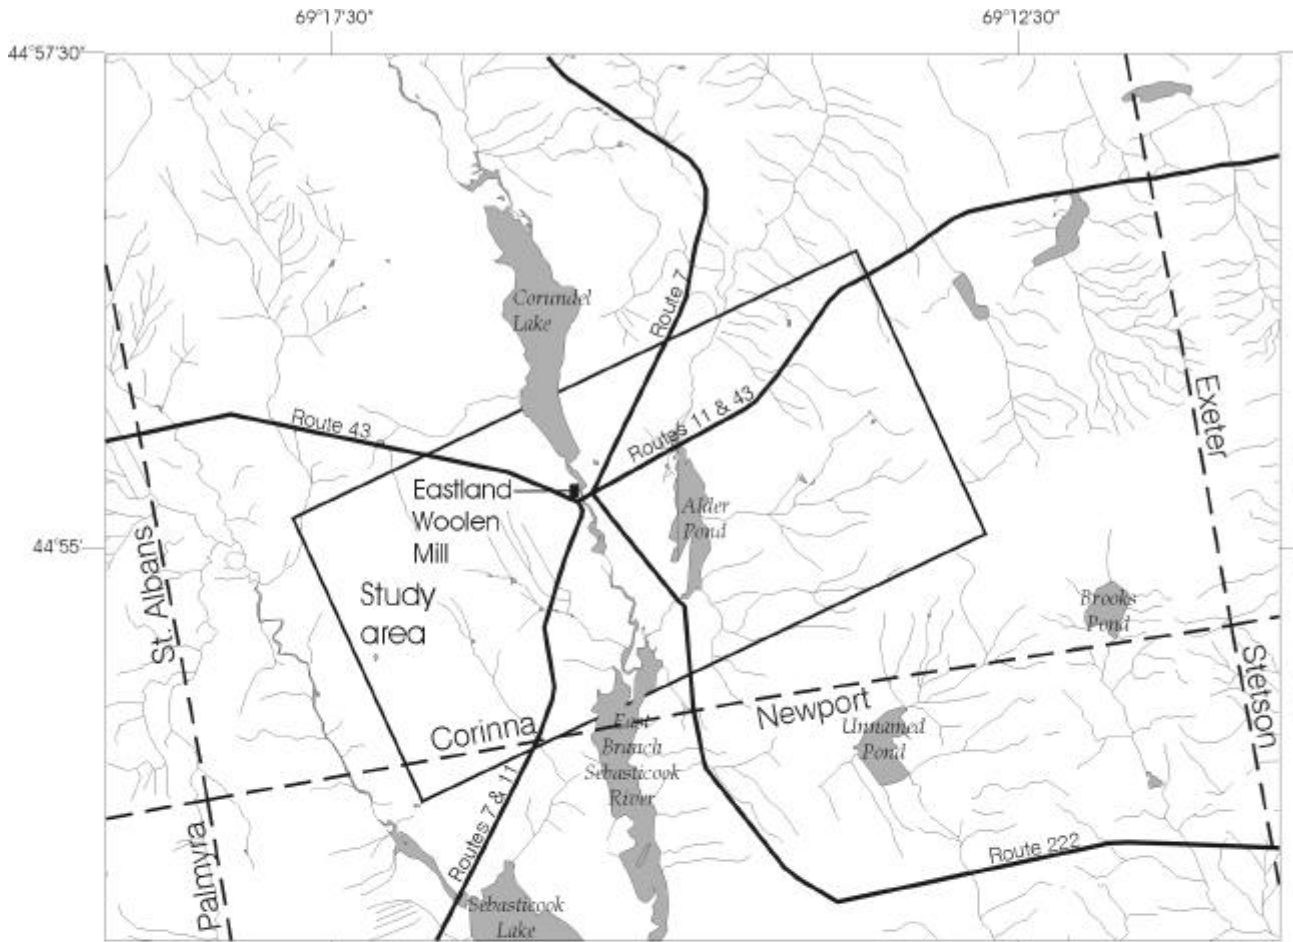 69°17'30"
69°12'30"
44°57'30"
Corundel
Lake
Route 7
Exeter
Route 43
Routes 11 & 43
Eastland
Woolen
Mill
Alder
Pond
44°55'
St. Albans
Study
area
Brooks
Pond
Stetson
Corinna
Newport
East
Branch
Sebasticook
River
Unnamed
Pond
Routes 7 & 11
Palmyra
Route 222
Sebasticook
Lake